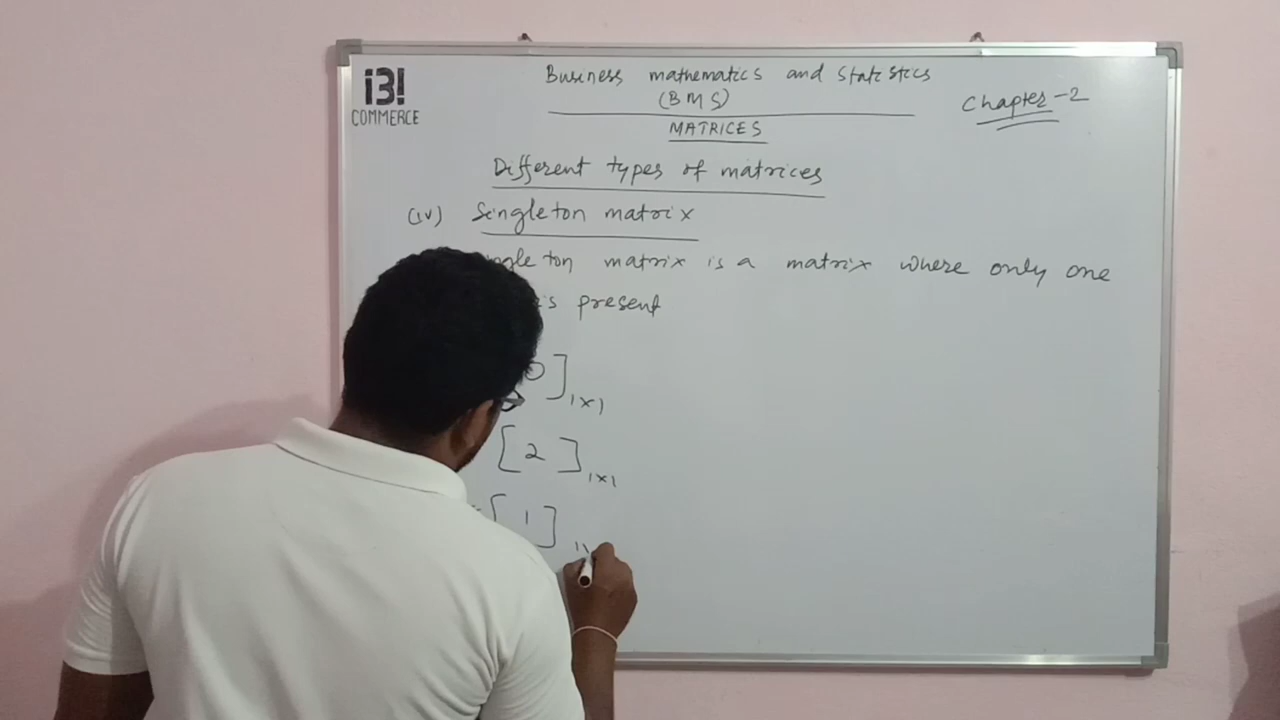 i3!
COMMERCE
Business mathematics and statistics
(BMS)
Chapter-2
MATRICES
Different types of matrices
(iv) Singleton matrix
matrix is a matrix where only one
present
]1×1
[2]1×1
[1]